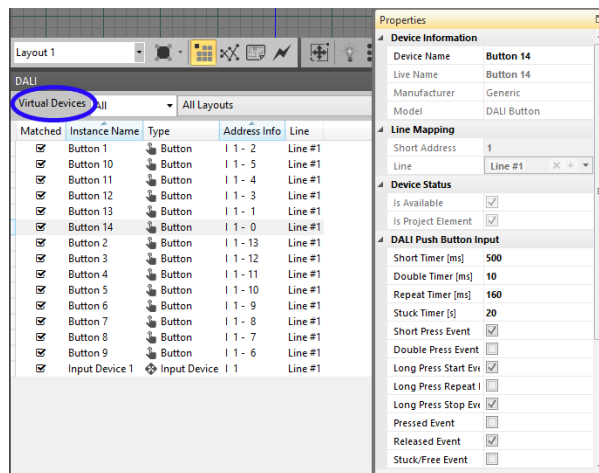 Layout 1
DALI
Virtual Devices All All Layouts
Matched Instance Name Type Address Info Line
Button 1 Button I 1 - 2 Line #1
Button 10 Button I 1 - 5 Line #1
Button 11 Button I 1 - 4 Line #1
Button 12 Button I 1 - 3 Line #1
Button 13 Button I 1 - 1 Line #1
Button 14 Button I 1 - 0 Line #1
Button 2 Button I 1 - 13 Line #1
Button 3 Button I 1 - 12 Line #1
Button 4 Button I 1 - 11 Line #1
Button 5 Button I 1 - 10 Line #1
Button 6 Button I 1 - 9 Line #1
Button 7 Button I 1 - 8 Line #1
Button 8 Button I 1 - 7 Line #1
Button 9 Button I 1 - 6 Line #1
Input Device 1 Input Device I 1 Line #1
Properties
Device Information
Device Name Button 14
Live Name Button 14
Manufacturer Generic
Model DALI Button
Line Mapping
Short Address 1
Line Line #1
Device Status
Is Available
Is Project Element
DALI Push Button Input
Short Timer [ms] 500
Double Timer [ms] 10
Repeat Timer [ms] 160
Stuck Timer [s] 20
Short Press Event
Double Press Event
Long Press Start Eve
Long Press Repeat I
Long Press Stop Eve
Pressed Event
Released Event
Stuck/Free Event